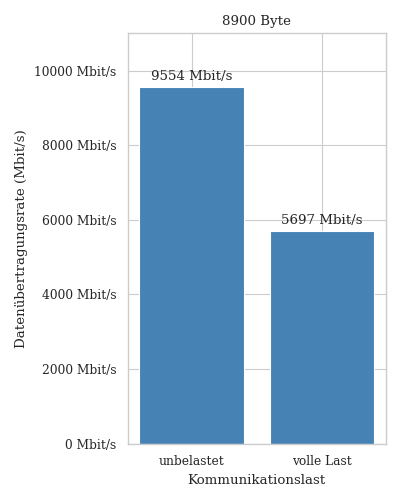 8900 Byte
Datenübertragungsrate (Mbit/s)
10000 Mbit/s
8000 Mbit/s
6000 Mbit/s
4000 Mbit/s
2000 Mbit/s
0 Mbit/s
9554 Mbit/s
5697 Mbit/s
unbelastet
volle Last
Kommunikationslast